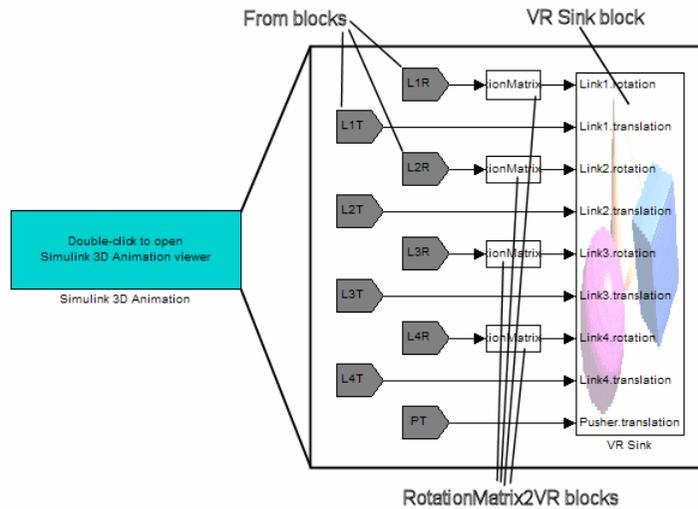 From blocks
VR Sink block
L1R
ionMatrix
Link1.rotation
L1T
Link1.translation
L2R
ionMatrix
Link2.rotation
L2T
Link2.translation
Double-click to open
Simulink 3D Animation viewer
Simulink 3D Animation
L3R
ionMatrix
Link3.rotation
L3T
Link3.translation
L4R
ionMatrix
Link4.rotation
L4T
Link4.translation
PT
Pusher.translation
VR Sink
RotationMatrix2VR blocks